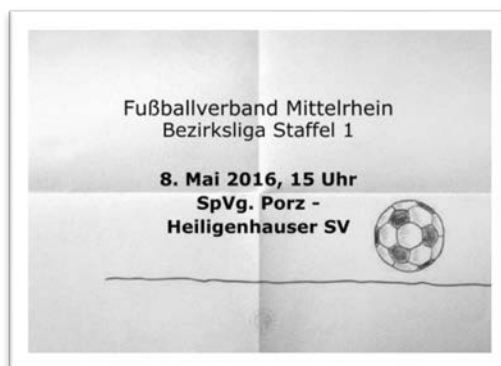 Fußballverband Mittelrhein
Bezirksliga Staffel 1
8. Mai 2016, 15 Uhr
SpVg. Porz -
Heiligenhauser SV